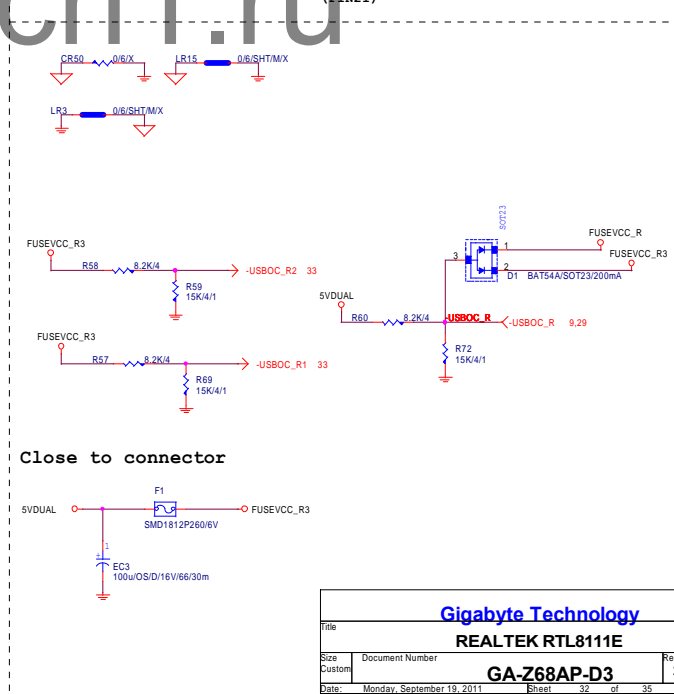 CR50 0/6/X LR15 0/6/SHT/M/X
LR3 0/6/SHT/M/X
SOT23
FUSEVCC_R3
R58 8.2K/4 -USBOC_R2 33
R59
15K/4/1
FUSEVCC_R
FUSEVCC_R3
3 1 2
D1 BAT54A/SOT23/200mA
5VDUAL
R60 8.2K/4 -USBOC_R -USBOC_R 9,29
R72
15K/4/1
FUSEVCC_R3
R57 8.2K/4 -USBOC_R1 33
R69
15K/4/1
Close to connector
F1
5VDUAL FUSEVCC_R3
SMD1812P260/6V
1
+
EC3
100u/OS/D/16V/66/30m
Gigabyte Technology
Title
REALTEK RTL8111E
Size Document Number
Custom GA-Z68AP-D3
Date: Monday, September 19, 2011 Sheet 32 of 35